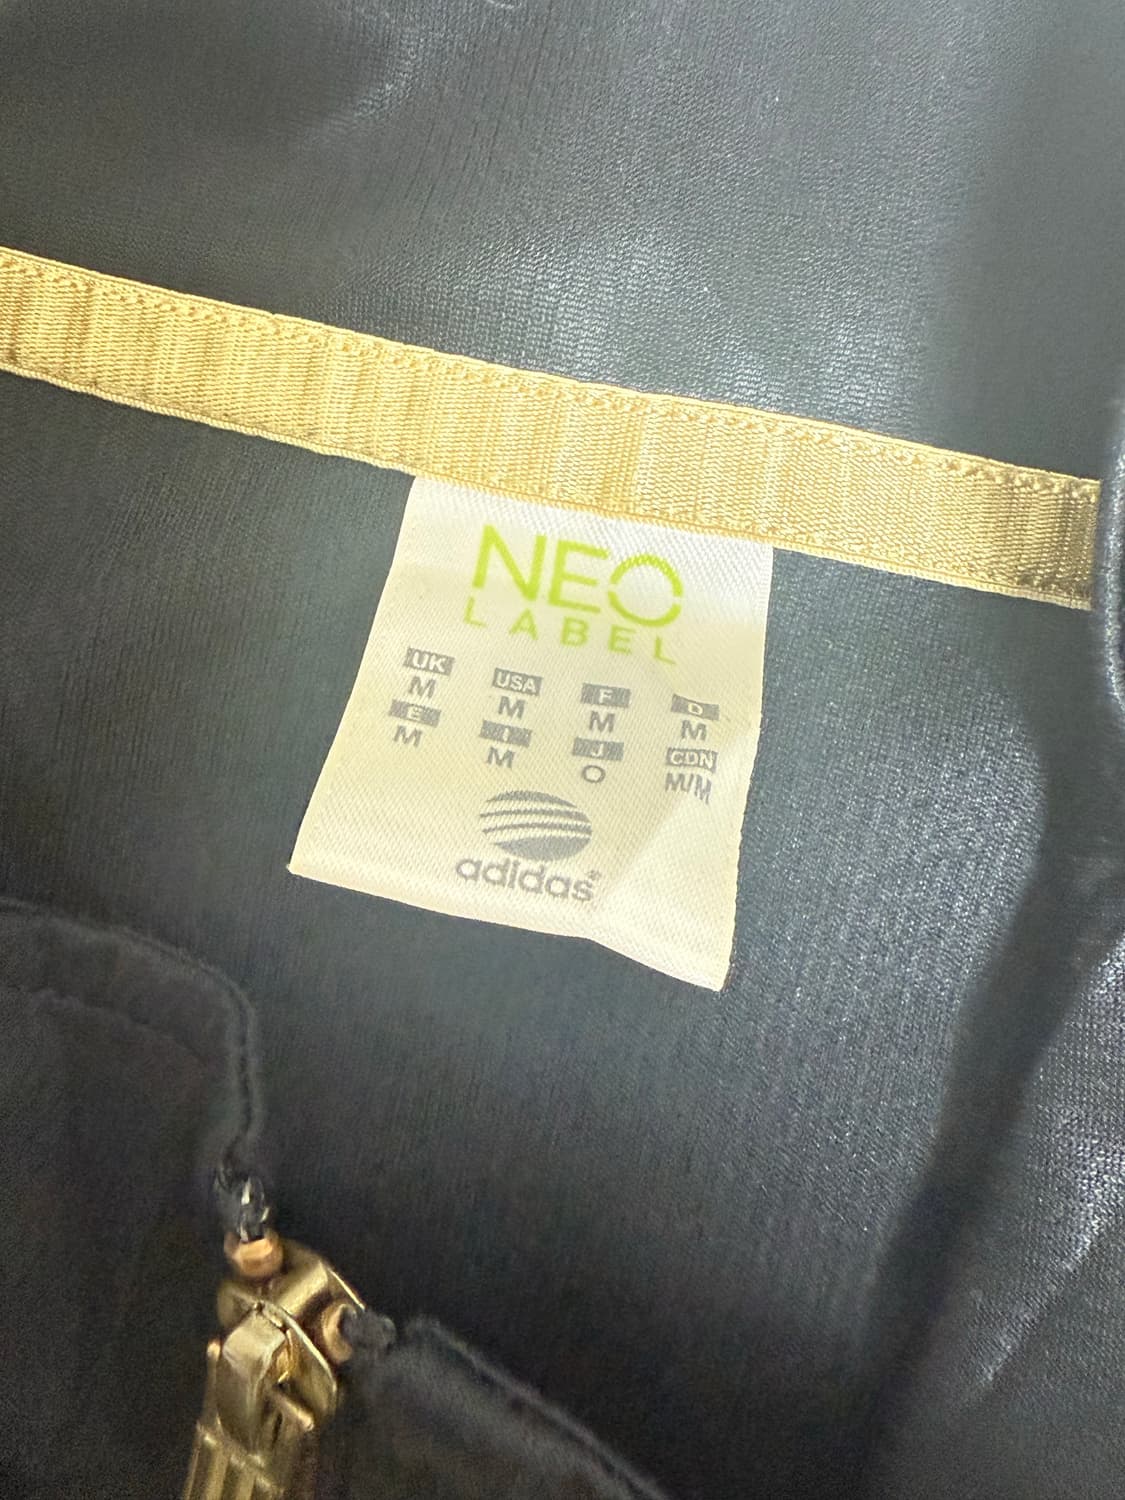 NEO
LABEL
UK USA F D
M M M M
E I J CDN
M M O M/M
adidas®